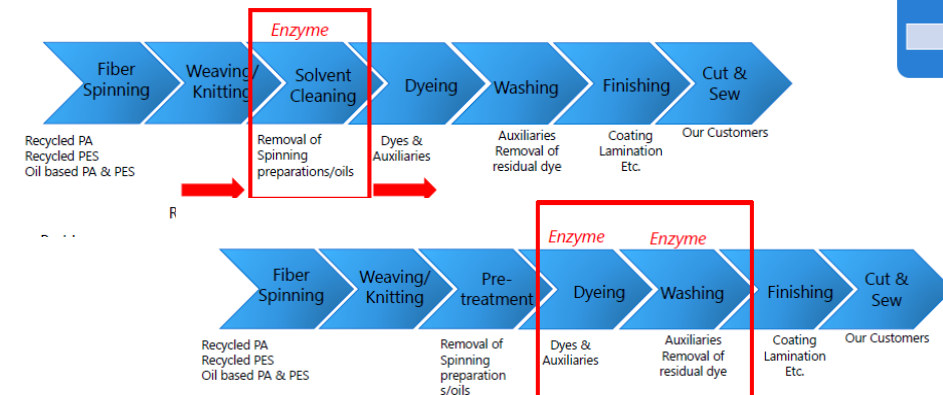 Enzyme
Fiber
Spinning
Weaving/
Knitting
Solvent
Cleaning
Dyeing
Washing
Finishing
Cut &
Sew
Recycled PA
Recycled PES
Oil based PA & PES
Removal of
Spinning
preparations/oils
Dyes &
Auxiliaries
Auxiliaries
Removal of
residual dye
Coating
Lamination
Etc.
Our Customers
R
Enzyme
Enzyme
Fiber
Spinning
Weaving/
Knitting
Pre-
treatment
Dyeing
Washing
Finishing
Cut &
Sew
Recycled PA
Recycled PES
Oil based PA & PES
Removal of
Spinning
preparation
s/oils
Dyes &
Auxiliaries
Auxiliaries
Removal of
residual dye
Coating
Lamination
Etc.
Our Customers